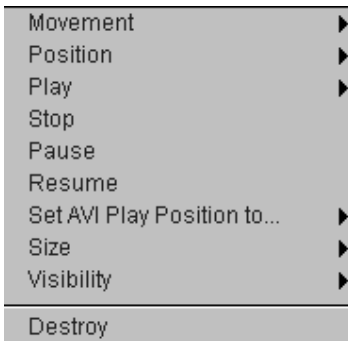 Movement
Position
Play
Stop
Pause
Resume
Set AVI Play Position to...
Size
Visibility
Destroy